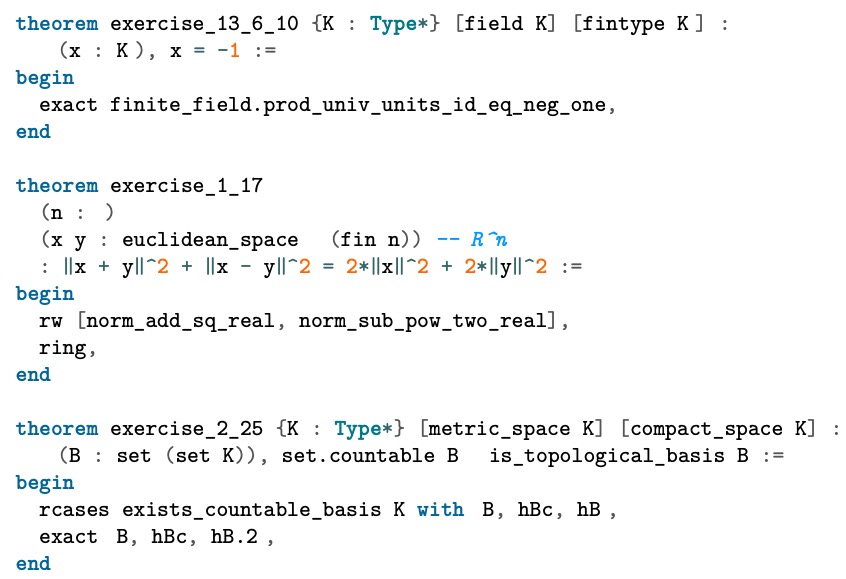 theorem exercise_13_6_10 {K : Type*} [field K] [fintype K] :
(x : K), x = -1 :=
begin
exact finite_field.prod_univ_units_id_eq_neg_one,
end
theorem exercise_1_17
(n : )
(x y : euclidean_space (fin n)) -- R^n
: ‖x + y‖^2 + ‖x - y‖^2 = 2*‖x‖^2 + 2*‖y‖^2 :=
begin
rw [norm_add_sq_real, norm_sub_pow_two_real],
ring,
end
theorem exercise_2_25 {K : Type*} [metric_space K] [compact_space K] :
(B : set (set K)), set.countable B is_topological_basis B :=
begin
rcases exists_countable_basis K with B, hBc, hB ,
exact B, hBc, hB.2 ,
end